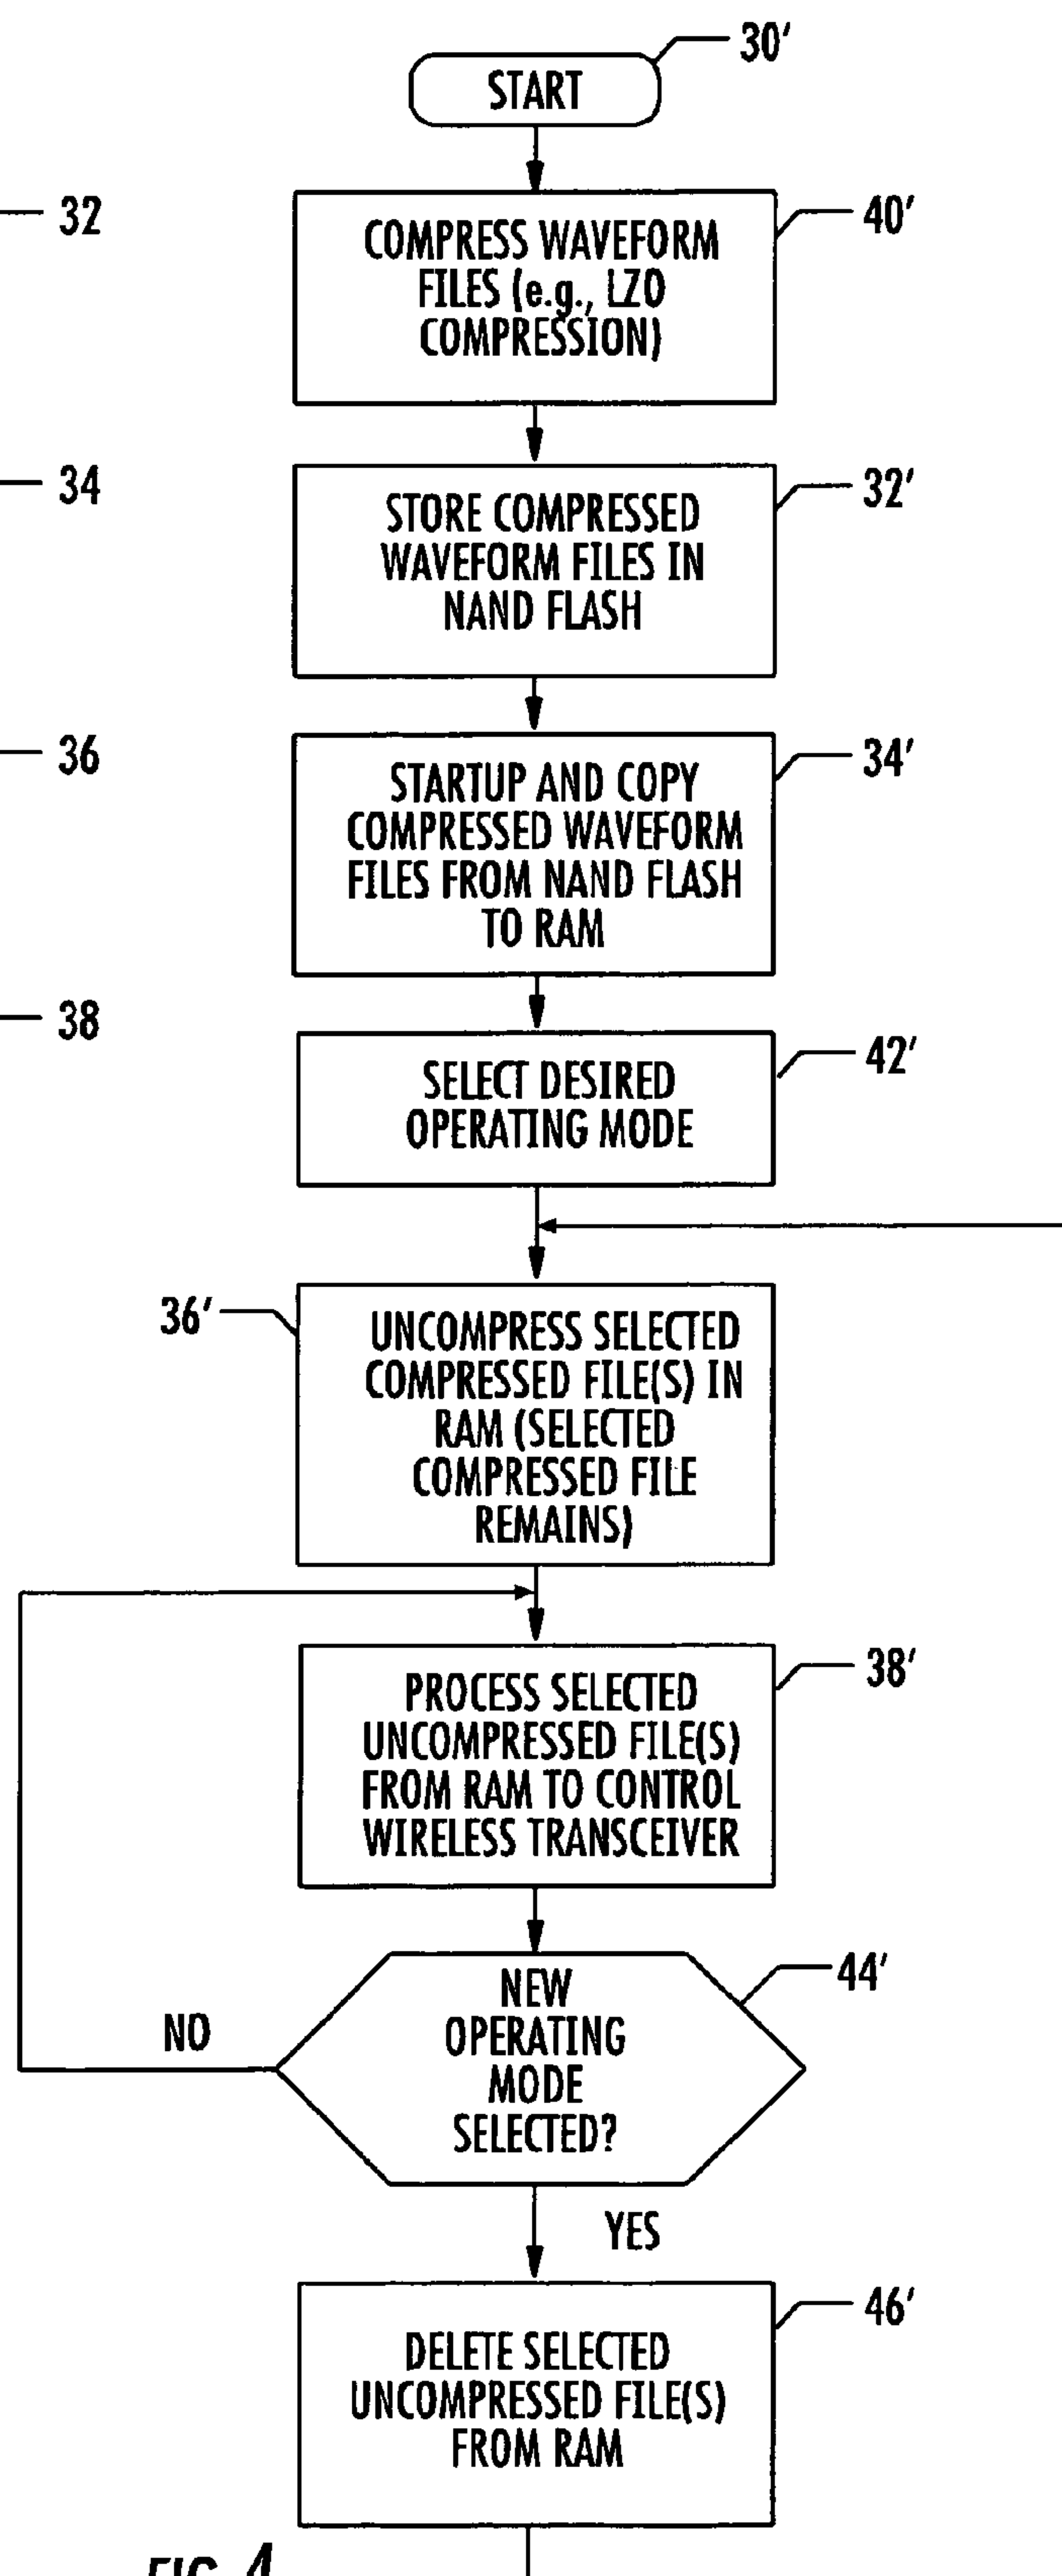 START
30'
32
COMPRESS WAVEFORM
FILES (e.g., LZO
COMPRESSION)
40'
34
STORE COMPRESSED
WAVEFORM FILES IN
NAND FLASH
32'
36
STARTUP AND COPY
COMPRESSED WAVEFORM
FILES FROM NAND FLASH
TO RAM
34'
38
SELECT DESIRED
OPERATING MODE
42'
36'
UNCOMPRESS SELECTED
COMPRESSED FILE(S) IN
RAM (SELECTED
COMPRESSED FILE
REMAINS)
PROCESS SELECTED
UNCOMPRESSED FILE(S)
FROM RAM TO CONTROL
WIRELESS TRANSCEIVER
38'
NEW
OPERATING
MODE
SELECTED?
44'
NO
YES
DELETE SELECTED
UNCOMPRESSED FILE(S)
FROM RAM
46'
FIG. 4